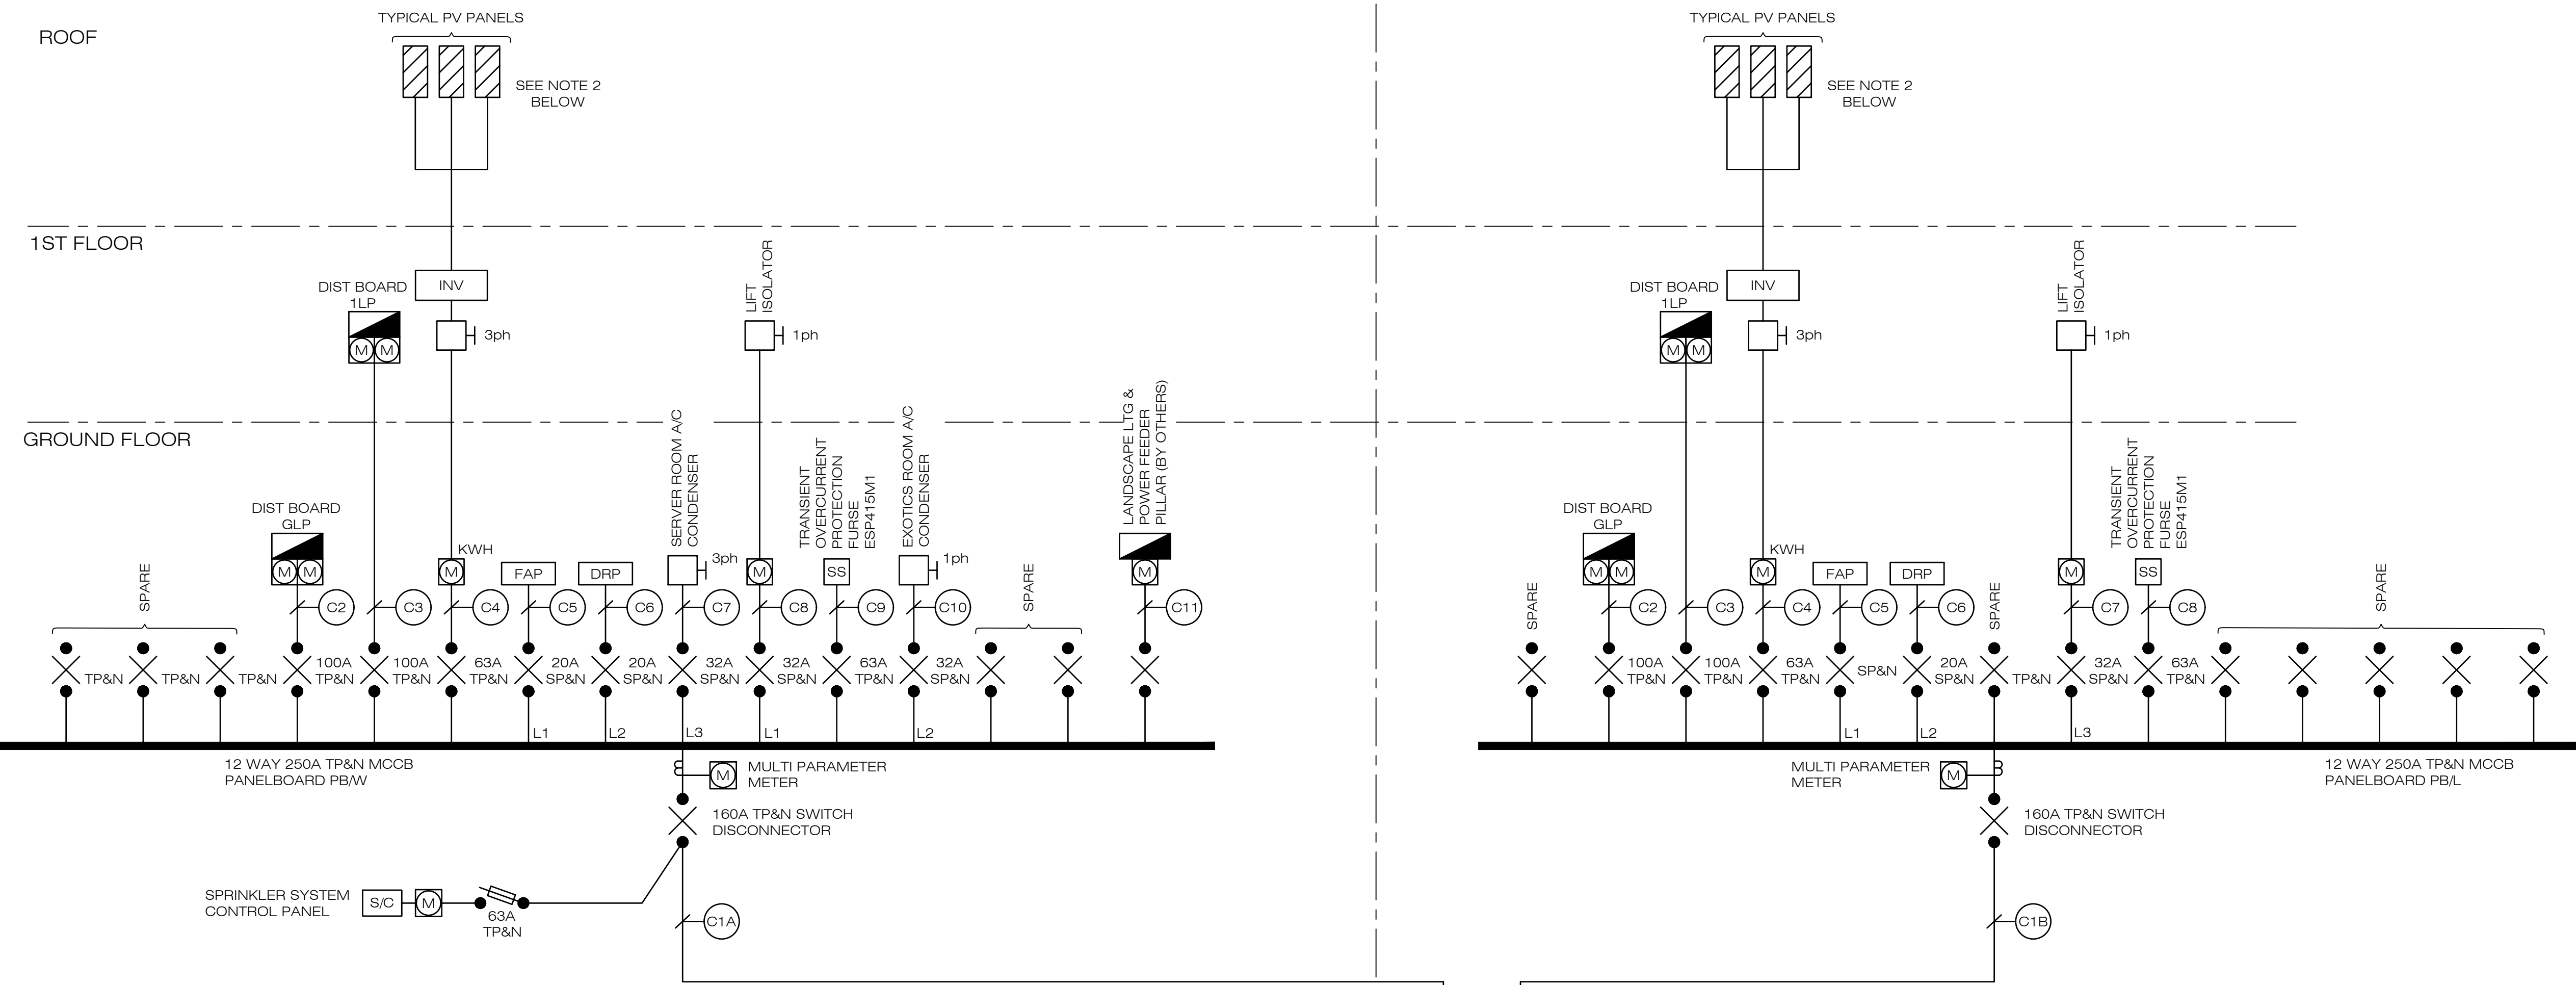 ROOF
TYPICAL PV PANELS
SEE NOTE 2
BELOW
TYPICAL PV PANELS
SEE NOTE 2
BELOW
1ST FLOOR
DIST BOARD
1LP
M M
INV
3ph
LIFT
ISOLATOR
1ph
DIST BOARD
1LP
M M
INV
3ph
LIFT
ISOLATOR
1ph
GROUND FLOOR
SPARE
DIST BOARD
GLP
M M
KWH
M
FAP
DRP
SERVER ROOM A/C
CONDENSER
3ph
M
TRANSIENT
OVERCURRENT
PROTECTION
FURSE
ESP415M1
SS
EXOTICS ROOM A/C
CONDENSER
1ph
SPARE
LANDSCAPE LTG &
POWER FEEDER
PILLAR (BY OTHERS)
M
C2
C3
C4
C5
C6
C7
C8
C9
C10
C11
TP&N
TP&N
TP&N
100A
TP&N
100A
TP&N
63A
TP&N
20A
SP&N
20A
SP&N
32A
SP&N
32A
SP&N
63A
TP&N
32A
SP&N
L1
L2
L3
L1
L2
12 WAY 250A TP&N MCCB
PANELBOARD PB/W
M
MULTI PARAMETER
METER
160A TP&N SWITCH
DISCONNECTOR
SPRINKLER SYSTEM
CONTROL PANEL
S/C
M
63A
TP&N
C1A
SPARE
DIST BOARD
GLP
M M
KWH
M
FAP
DRP
SPARE
M
TRANSIENT
OVERCURRENT
PROTECTION
FURSE
ESP415M1
SS
SPARE
C2
C3
C4
C5
C6
C7
C8
100A
TP&N
100A
TP&N
63A
TP&N
SP&N
20A
SP&N
TP&N
32A
SP&N
63A
TP&N
L1
L2
L3
MULTI PARAMETER
METER
M
12 WAY 250A TP&N MCCB
PANELBOARD PB/L
160A TP&N SWITCH
DISCONNECTOR
C1B